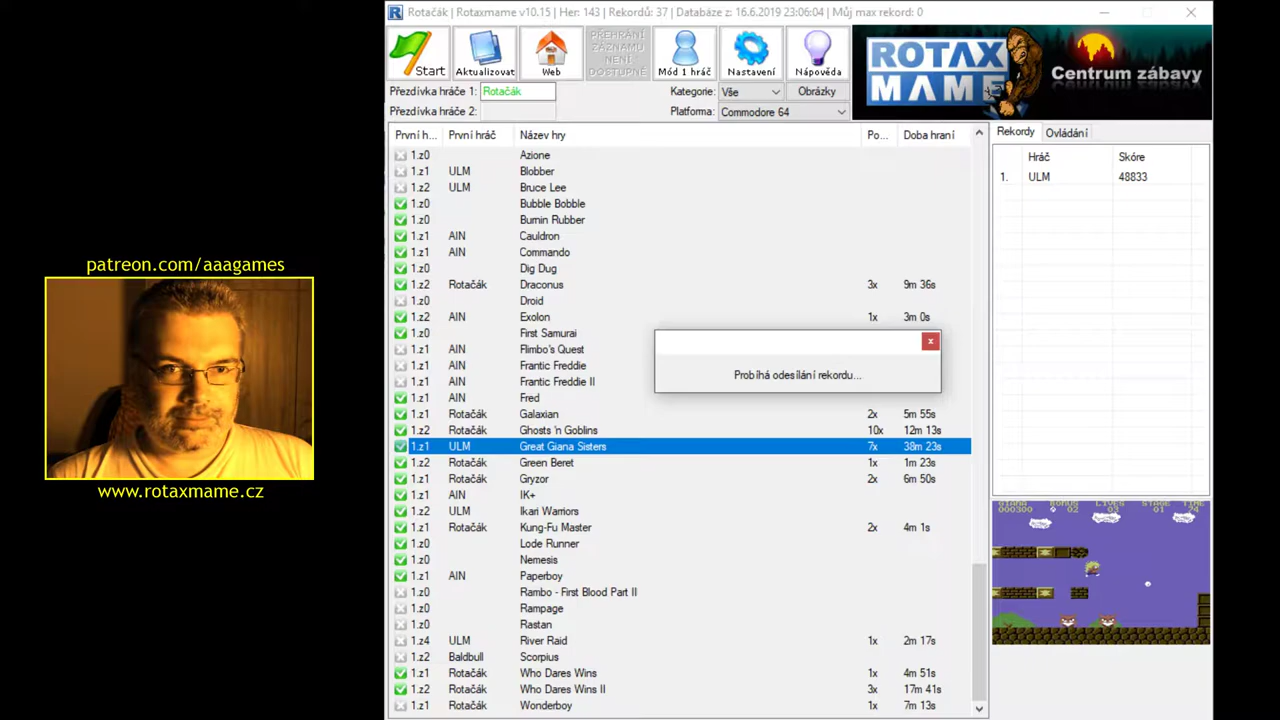 Rotačák | Rotaxmame v10.15 | Her: 143 | Rekordů: 37 | Databáze z: 16.6.2019 23:06:04 | Můj max rekord: 0
Start
Aktualizovat
Web
PŘEHRÁNÍ
ZÁZNAMU
NENÍ
DOSTUPNÉ
Mód 1 hráč
Nastavení
Nápověda
ROTAX
MAME
Centrum zábavy
Přezdívka hráče 1: Rotačák
Kategorie: Vše Obrázky
Přezdívka hráče 2:
Platforma: Commodore 64
První h... První hráč Název hry Po... Doba hraní
1.z0 Azione
1.z1 ULM Blobber
1.z2 ULM Bruce Lee
1.z0 Bubble Bobble
1.z0 Burnin Rubber
1.z1 AIN Cauldron
1.z1 AIN Commando
1.z0 Dig Dug
1.z2 Rotačák Draconus 3x 9m 36s
1.z0 Droid
1.z2 AIN Exolon 1x 3m 0s
1.z0 First Samurai
1.z1 AIN Flimbo's Quest
1.z1 AIN Frantic Freddie
1.z1 AIN Frantic Freddie II
1.z1 AIN Fred
1.z1 Rotačák Galaxian 2x 5m 55s
1.z2 Rotačák Ghosts 'n Goblins 10x 12m 13s
1.z1 ULM Great Giana Sisters 7x 38m 23s
1.z2 Rotačák Green Beret 1x 1m 23s
1.z1 Rotačák Gryzor 2x 6m 50s
1.z1 AIN IK+
1.z2 ULM Ikari Warriors
1.z1 Rotačák Kung-Fu Master 2x 4m 1s
1.z0 Lode Runner
1.z0 Nemesis
1.z1 AIN Paperboy
1.z0 Rambo - First Blood Part II
1.z0 Rampage
1.z0 Rastan
1.z4 ULM River Raid 1x 2m 17s
1.z2 Baldbull Scorpius
1.z1 Rotačák Who Dares Wins 1x 4m 51s
1.z2 Rotačák Who Dares Wins II 3x 17m 41s
1.z1 Rotačák Wonderboy 1x 7m 13s
Probíhá odesílání rekordu...
Rekordy Ovládání
Hráč Skóre
1. ULM 48833
GIANA BONUS LIVES STAGE TIME
000300 02 03 01 74
patreon.com/aaagames
www.rotaxmame.cz